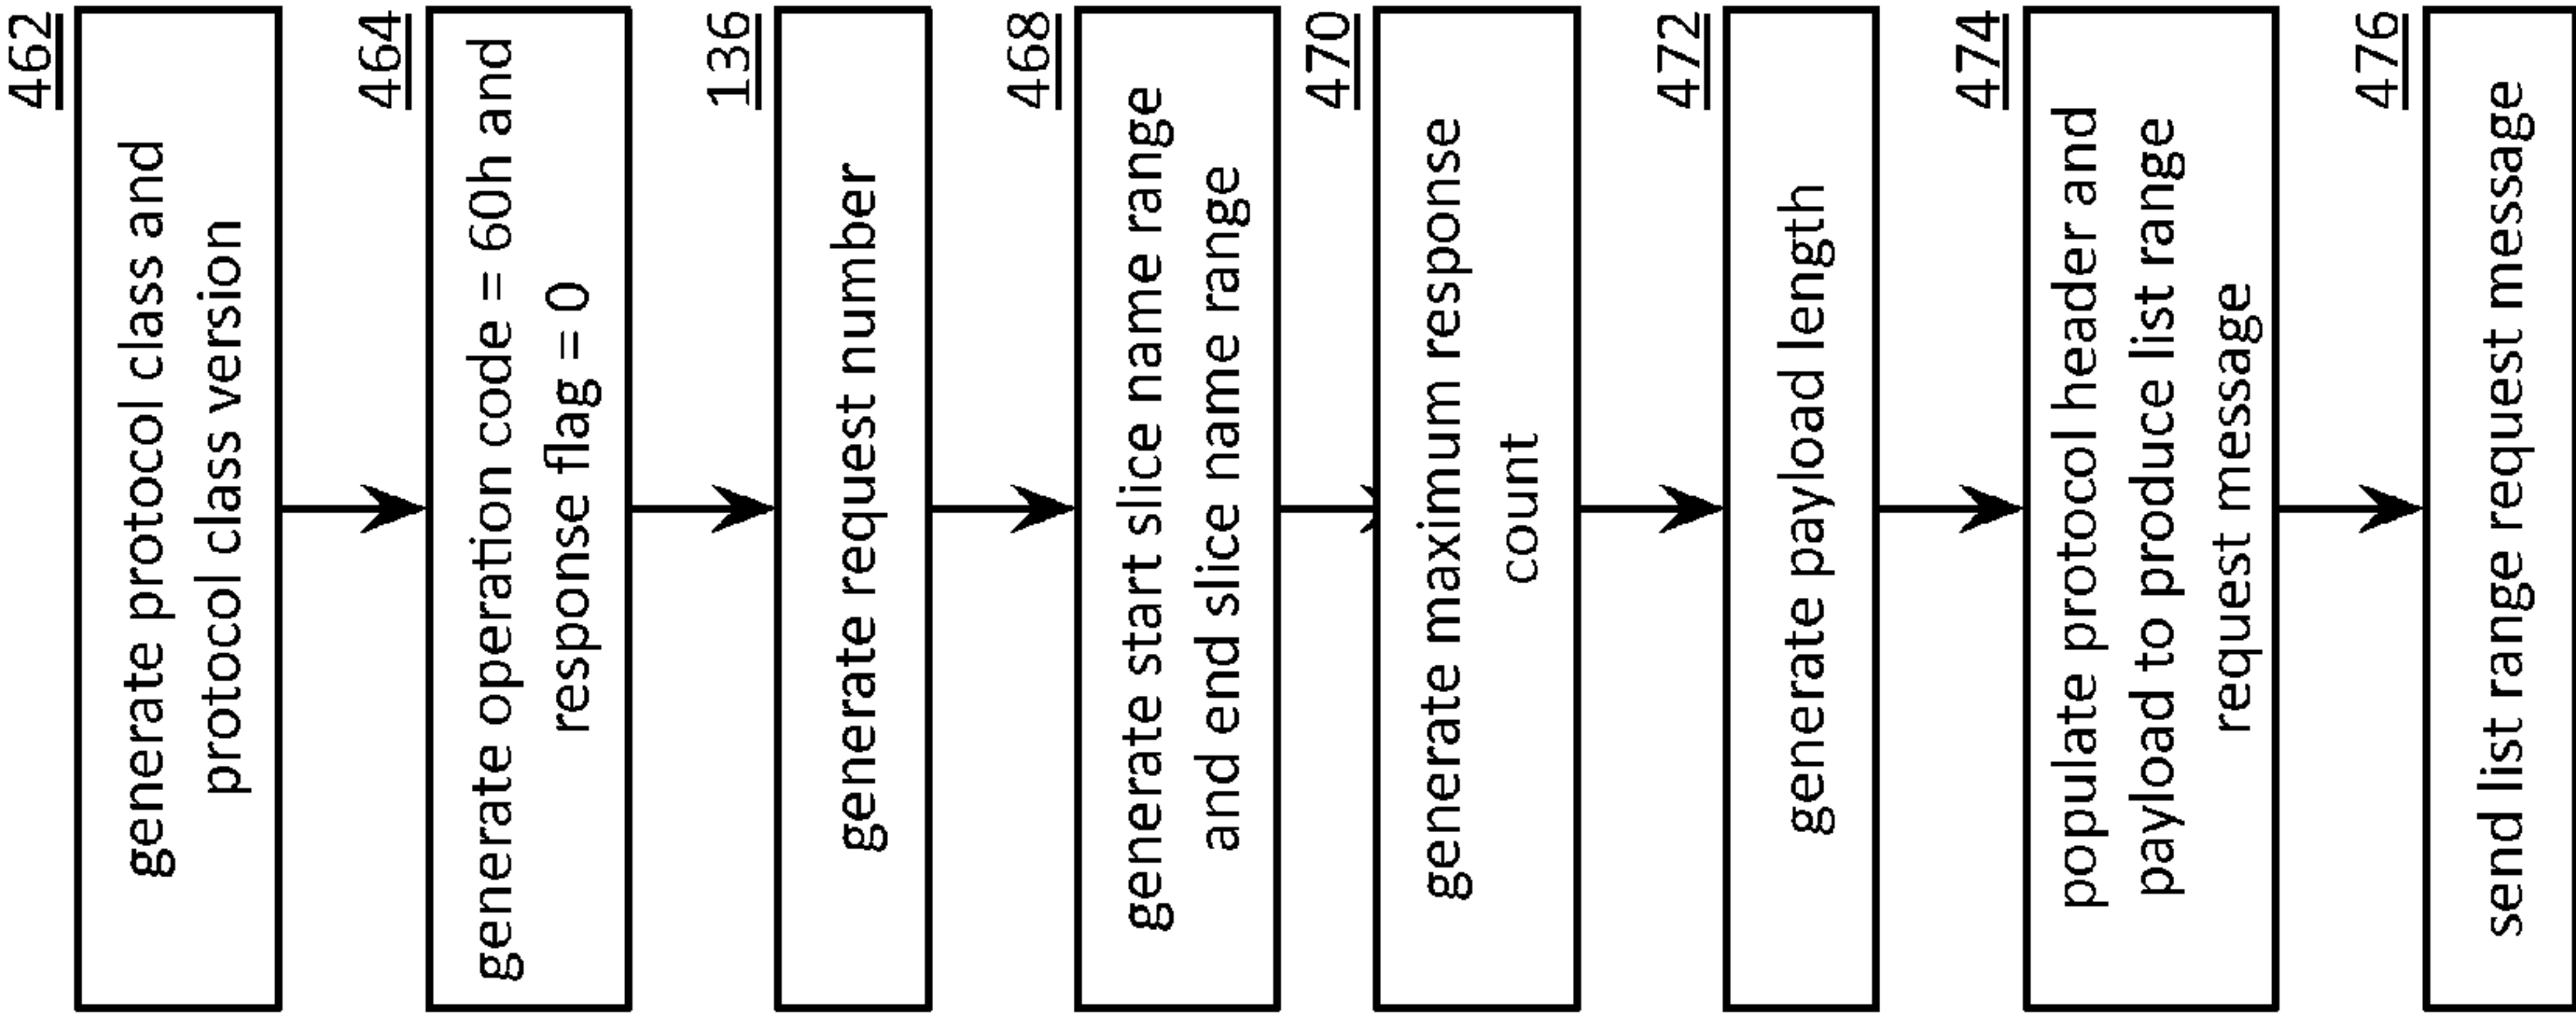 462
generate protocol class and
protocol class version
464
generate operation code = 60h and
response flag = 0
136
generate request number
468
generate start slice name range
and end slice name range
470
generate maximum response
count
472
generate payload length
474
populate protocol header and
payload to produce list range
request message
476
send list range request message